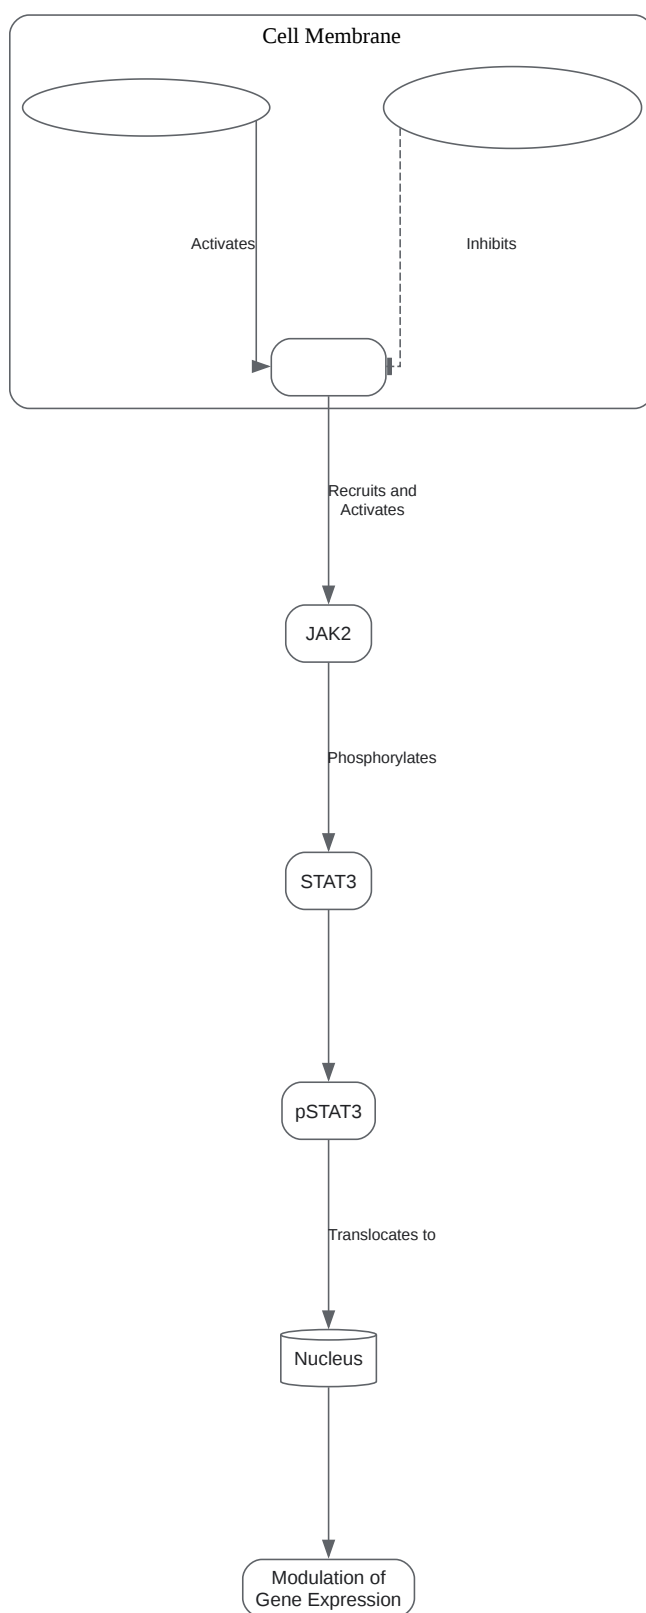 Cell Membrane
Activates
Inhibits
Recruits and
Activates
JAK2
Phosphorylates
STAT3
pSTAT3
Translocates to
Nucleus
Modulation of
Gene Expression